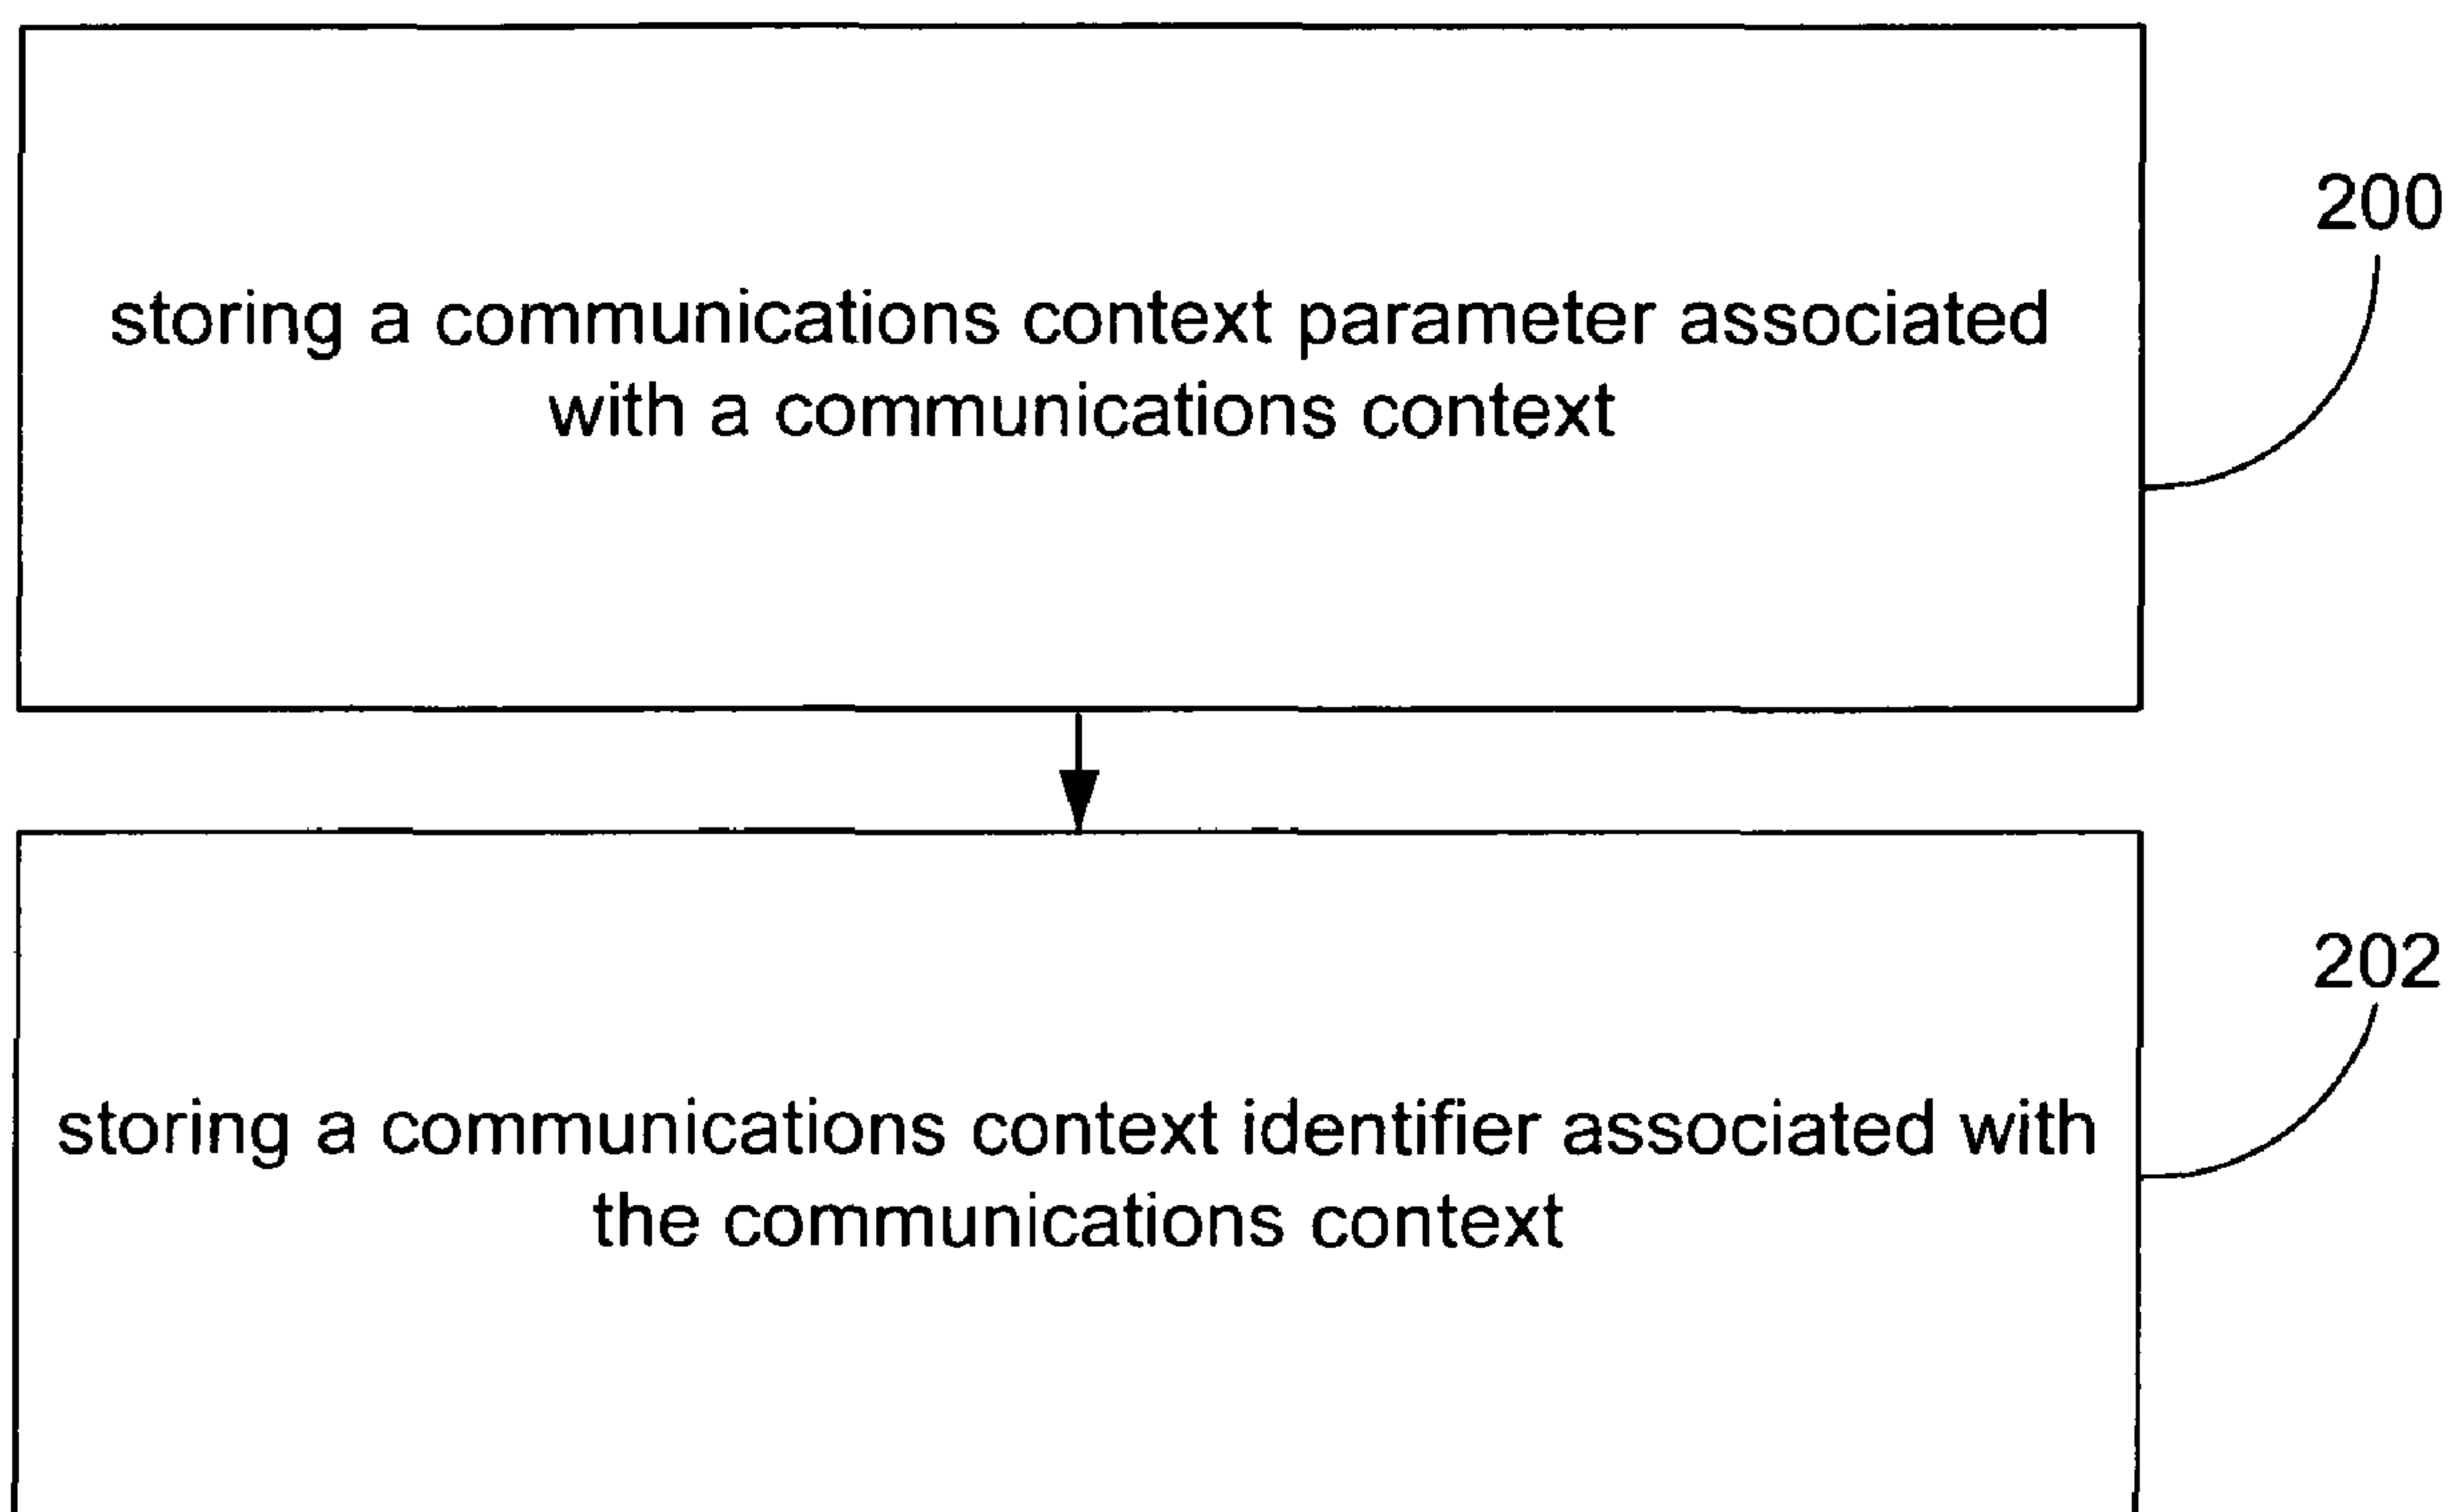 200
storing a communications context parameter associated
with a communications context
202
storing a communications context identifier associated with
the communications context